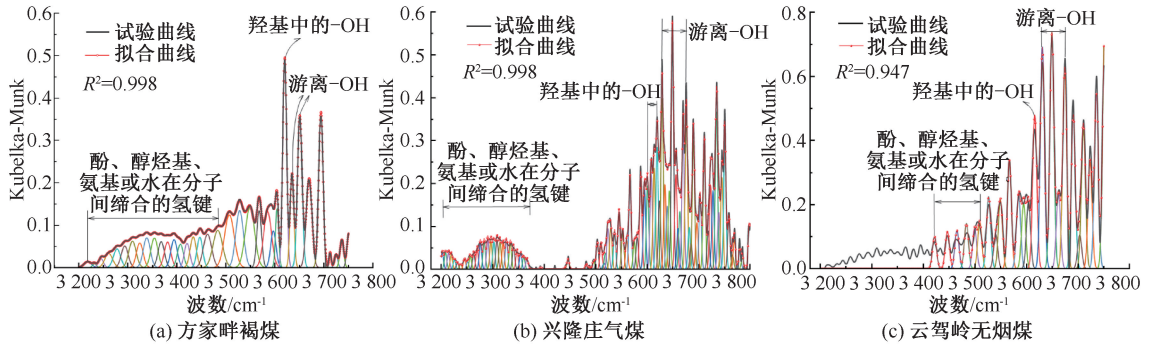 0.6
0.5
0.4
0.3
0.2
0.1
0.0
Kubelka-Munk
试验曲线
拟合曲线
R²=0.998
羟基中的-OH
游离-OH
酚、醇烃基、
氨基或水在分子
间缔合的氢键
3 200 3 300 3 400 3 500 3 600 3 700 3 800
波数/cm⁻¹
(a) 方家畔褐煤
0.6
0.5
0.4
0.3
0.2
0.1
0.0
Kubelka-Munk
试验曲线
拟合曲线
R²=0.998
游离-OH
羟基中的-OH
酚、醇烃基、
氨基或水在分子
间缔合的氢键
3 200 3 300 3 400 3 500 3 600 3 700 3 800
波数/cm⁻¹
(b) 兴隆庄气煤
0.8
0.6
0.4
0.2
0.0
Kubelka-Munk
试验曲线
拟合曲线
R²=0.947
游离-OH
羟基中的-OH
酚、醇烃基、
氨基或水在分子
间缔合的氢键
3 200 3 300 3 400 3 500 3 600 3 700 3 800
波数/cm⁻¹
(c) 云驾岭无烟煤